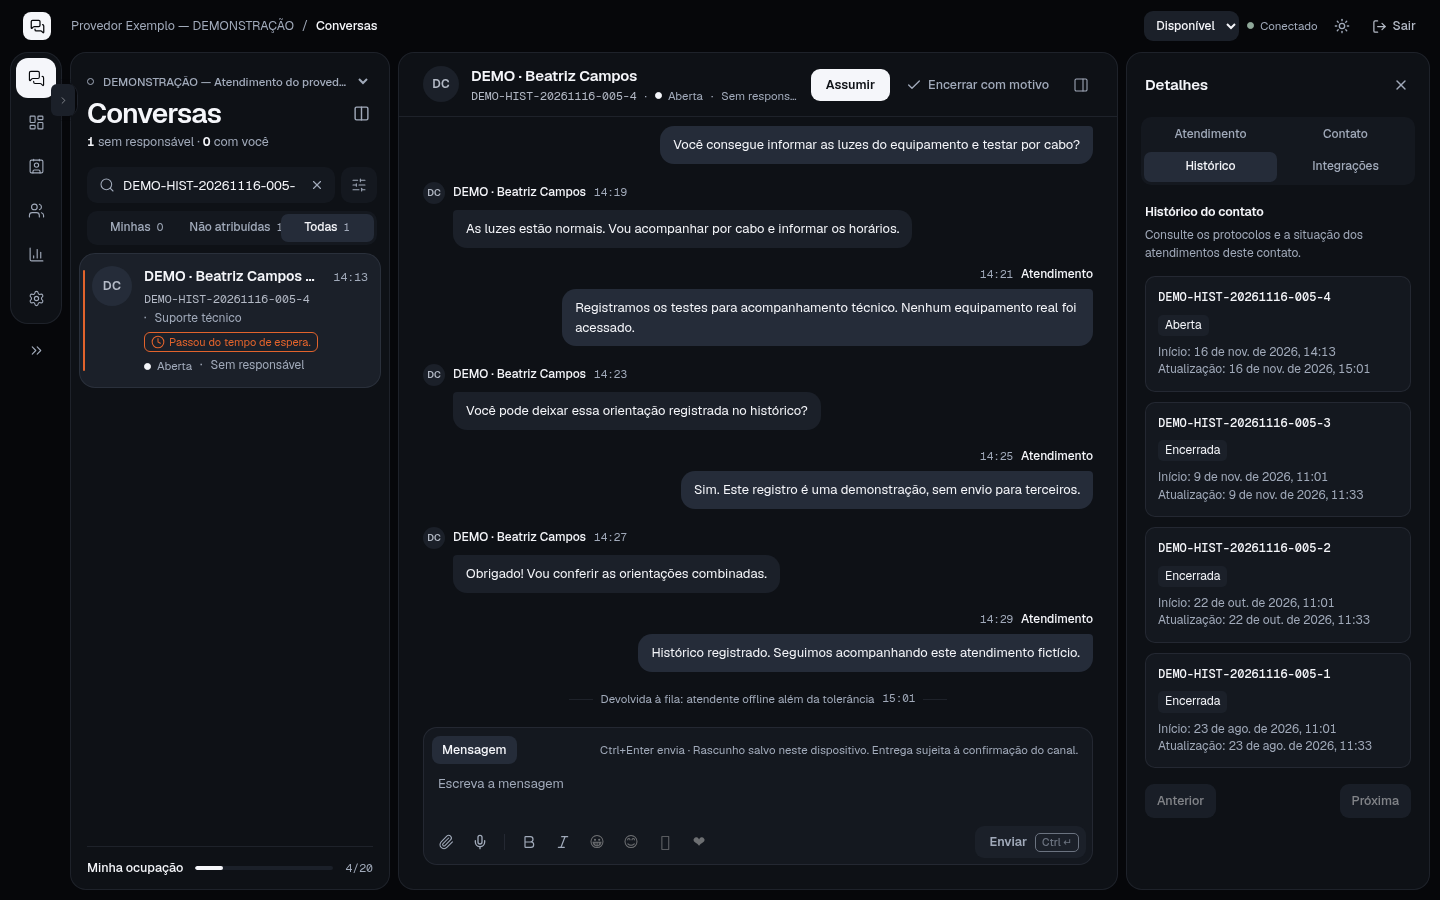 Provedor Exemplo — DEMONSTRAÇÃO / Conversas
Disponível
Conectado
Sair
DEMONSTRAÇÃO — Atendimento do proved...
Conversas
1 sem responsável · 0 com você
DEMO-HIST-20261116-005-
Minhas 0
Não atribuídas 1
Todas 1
DC
DEMO · Beatriz Campos ...
14:13
DEMO-HIST-20261116-005-4
· Suporte técnico
Passou do tempo de espera.
Aberta · Sem responsável
Minha ocupação
4/20
DC
DEMO · Beatriz Campos
DEMO-HIST-20261116-005-4 · Aberta · Sem respons...
Assumir
Encerrar com motivo
Você consegue informar as luzes do equipamento e testar por cabo?
DC
DEMO · Beatriz Campos 14:19
As luzes estão normais. Vou acompanhar por cabo e informar os horários.
14:21 Atendimento
Registramos os testes para acompanhamento técnico. Nenhum equipamento real foi
acessado.
DC
DEMO · Beatriz Campos 14:23
Você pode deixar essa orientação registrada no histórico?
14:25 Atendimento
Sim. Este registro é uma demonstração, sem envio para terceiros.
DC
DEMO · Beatriz Campos 14:27
Obrigado! Vou conferir as orientações combinadas.
14:29 Atendimento
Histórico registrado. Seguimos acompanhando este atendimento fictício.
Devolvida à fila: atendente offline além da tolerância 15:01
Mensagem
Ctrl+Enter envia · Rascunho salvo neste dispositivo. Entrega sujeita à confirmação do canal.
Escreva a mensagem
B I
Enviar Ctrl ↵
Detalhes
Atendimento
Contato
Histórico
Integrações
Histórico do contato
Consulte os protocolos e a situação dos
atendimentos deste contato.
DEMO-HIST-20261116-005-4
Aberta
Início: 16 de nov. de 2026, 14:13
Atualização: 16 de nov. de 2026, 15:01
DEMO-HIST-20261116-005-3
Encerrada
Início: 9 de nov. de 2026, 11:01
Atualização: 9 de nov. de 2026, 11:33
DEMO-HIST-20261116-005-2
Encerrada
Início: 22 de out. de 2026, 11:01
Atualização: 22 de out. de 2026, 11:33
DEMO-HIST-20261116-005-1
Encerrada
Início: 23 de ago. de 2026, 11:01
Atualização: 23 de ago. de 2026, 11:33
Anterior
Próxima